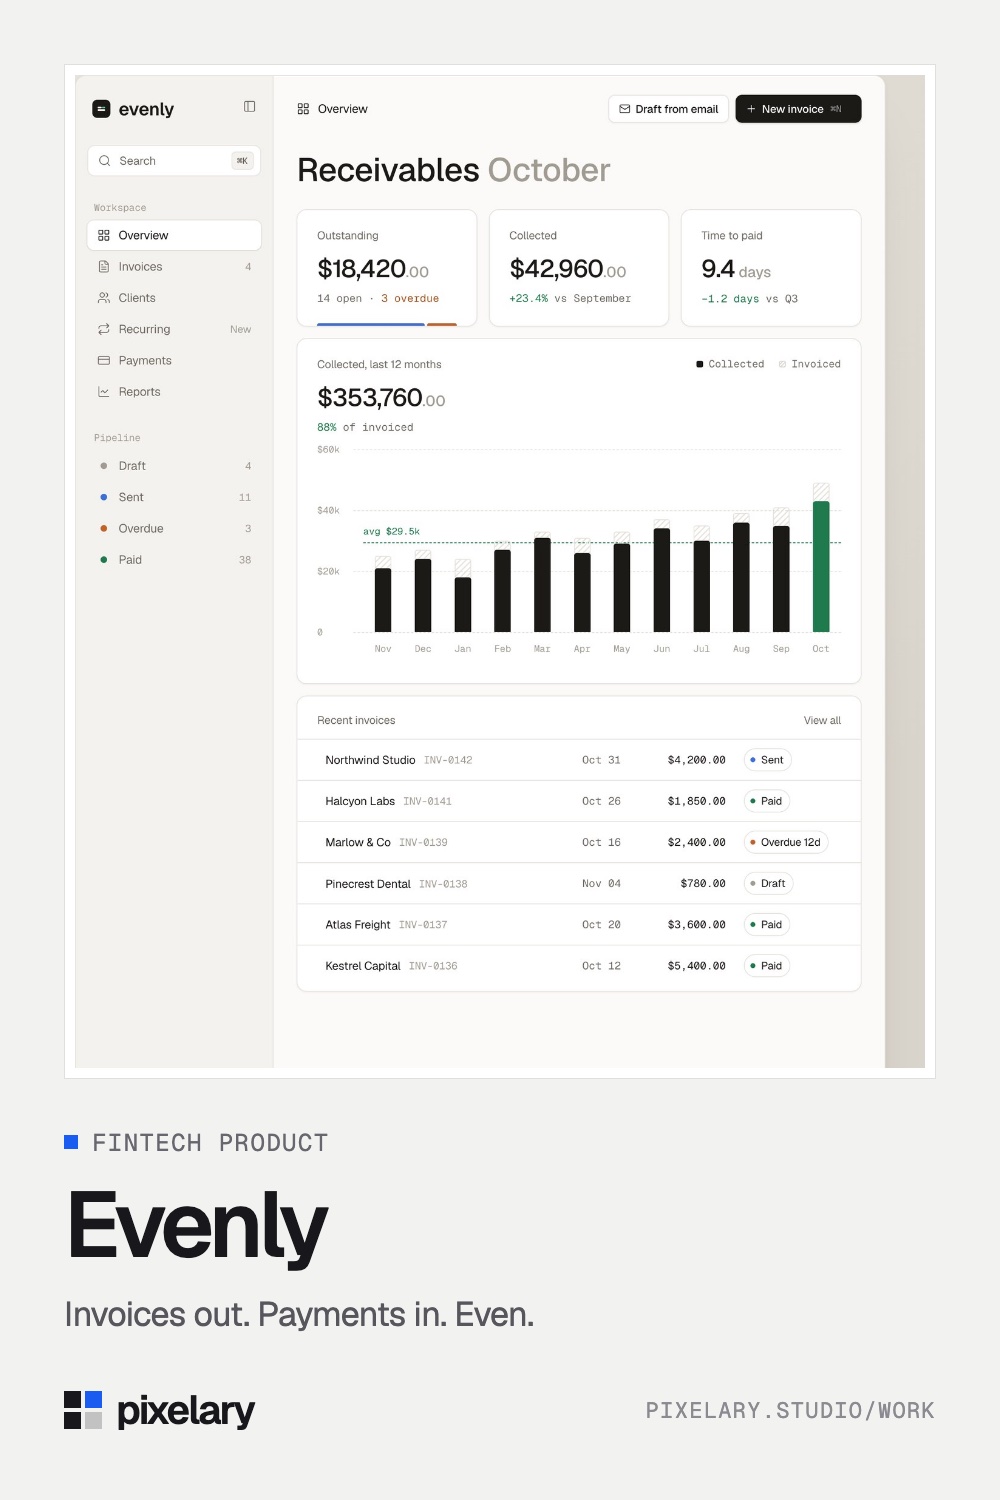 evenly
Search ⌘K
Workspace
Overview
Invoices 4
Clients
Recurring New
Payments
Reports
Pipeline
Draft 4
Sent 11
Overdue 3
Paid 38
Overview
Draft from email
+ New invoice ⌘N
Receivables October
Outstanding
$18,420.00
14 open · 3 overdue
Collected
$42,960.00
+23.4% vs September
Time to paid
9.4 days
−1.2 days vs Q3
Collected, last 12 months
Collected Invoiced
$353,760.00
88% of invoiced
$60k
$40k
avg $29.5k
$20k
0
Nov Dec Jan Feb Mar Apr May Jun Jul Aug Sep Oct
Recent invoices View all
Northwind Studio INV-0142 Oct 31 $4,200.00 Sent
Halcyon Labs INV-0141 Oct 26 $1,850.00 Paid
Marlow & Co INV-0139 Oct 16 $2,400.00 Overdue 12d
Pinecrest Dental INV-0138 Nov 04 $780.00 Draft
Atlas Freight INV-0137 Oct 20 $3,600.00 Paid
Kestrel Capital INV-0136 Oct 12 $5,400.00 Paid
FINTECH PRODUCT
Evenly
Invoices out. Payments in. Even.
pixelary
PIXELARY.STUDIO/WORK